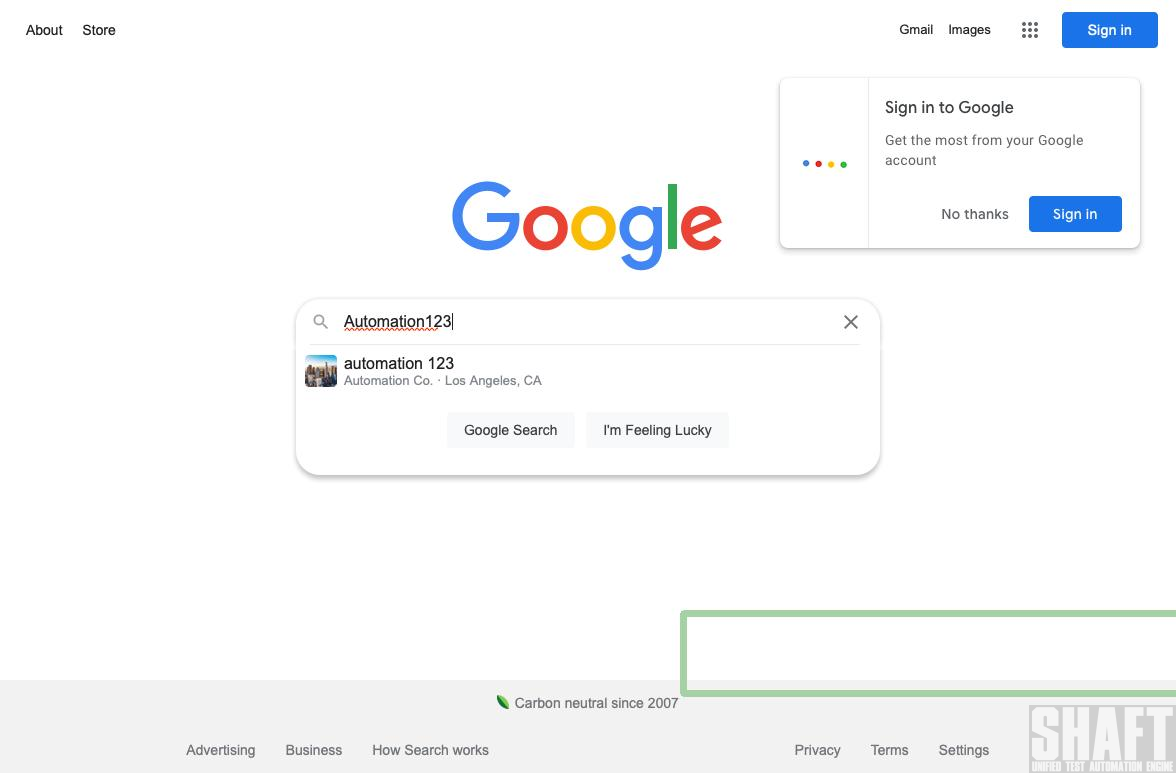 About Store
Gmail Images
Sign in
Sign in to Google
Get the most from your Google
account
No thanks Sign in
Google
Automation123
automation 123
Automation Co. · Los Angeles, CA
Google Search I'm Feeling Lucky
Carbon neutral since 2007
Advertising Business How Search works
Privacy Terms Settings
SHAFT
UNIFIED TEST AUTOMATION ENGINE